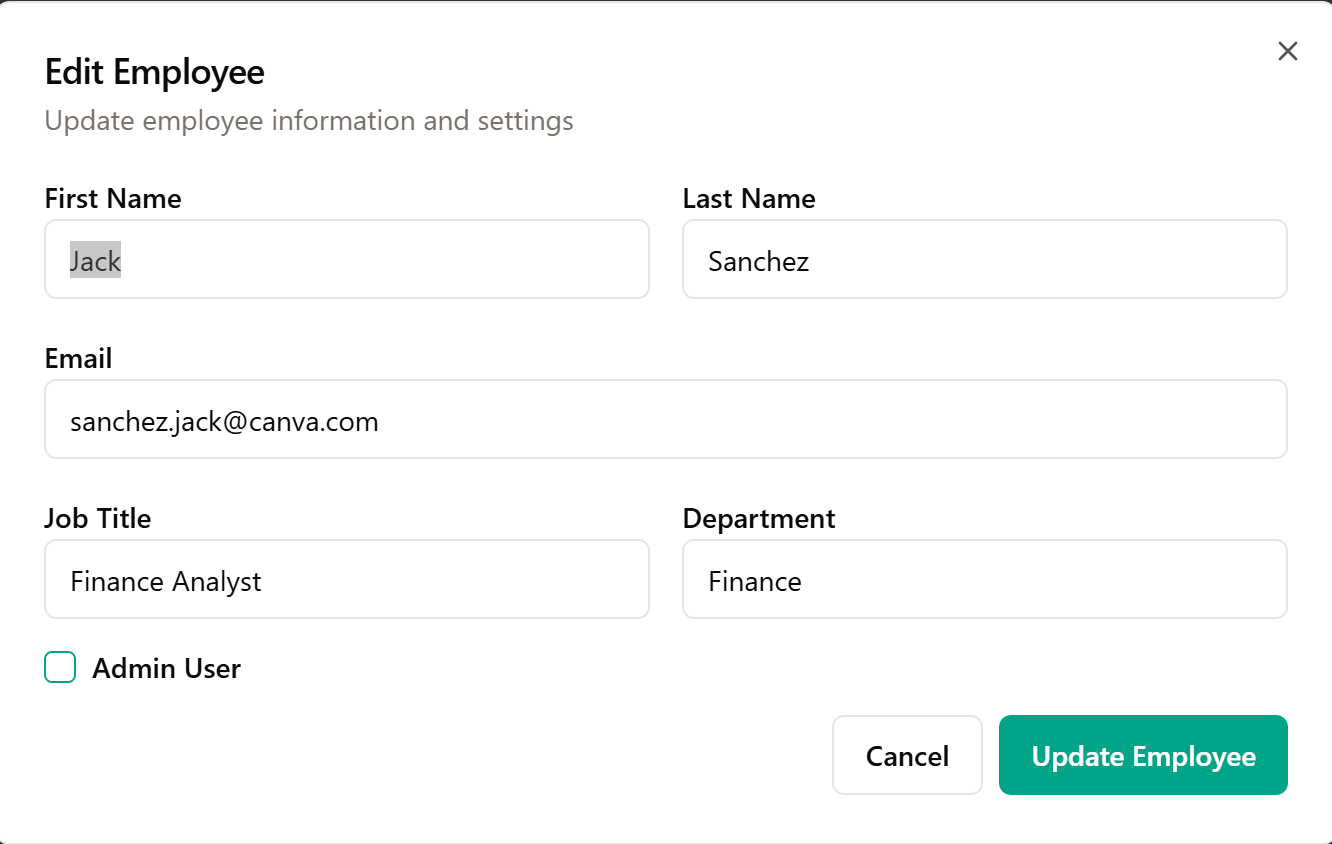 Edit Employee
Update employee information and settings
First Name
Last Name
Jack
Sanchez
Email
sanchez.jack@canva.com
Job Title
Department
Finance Analyst
Finance
Admin User
Cancel
Update Employee